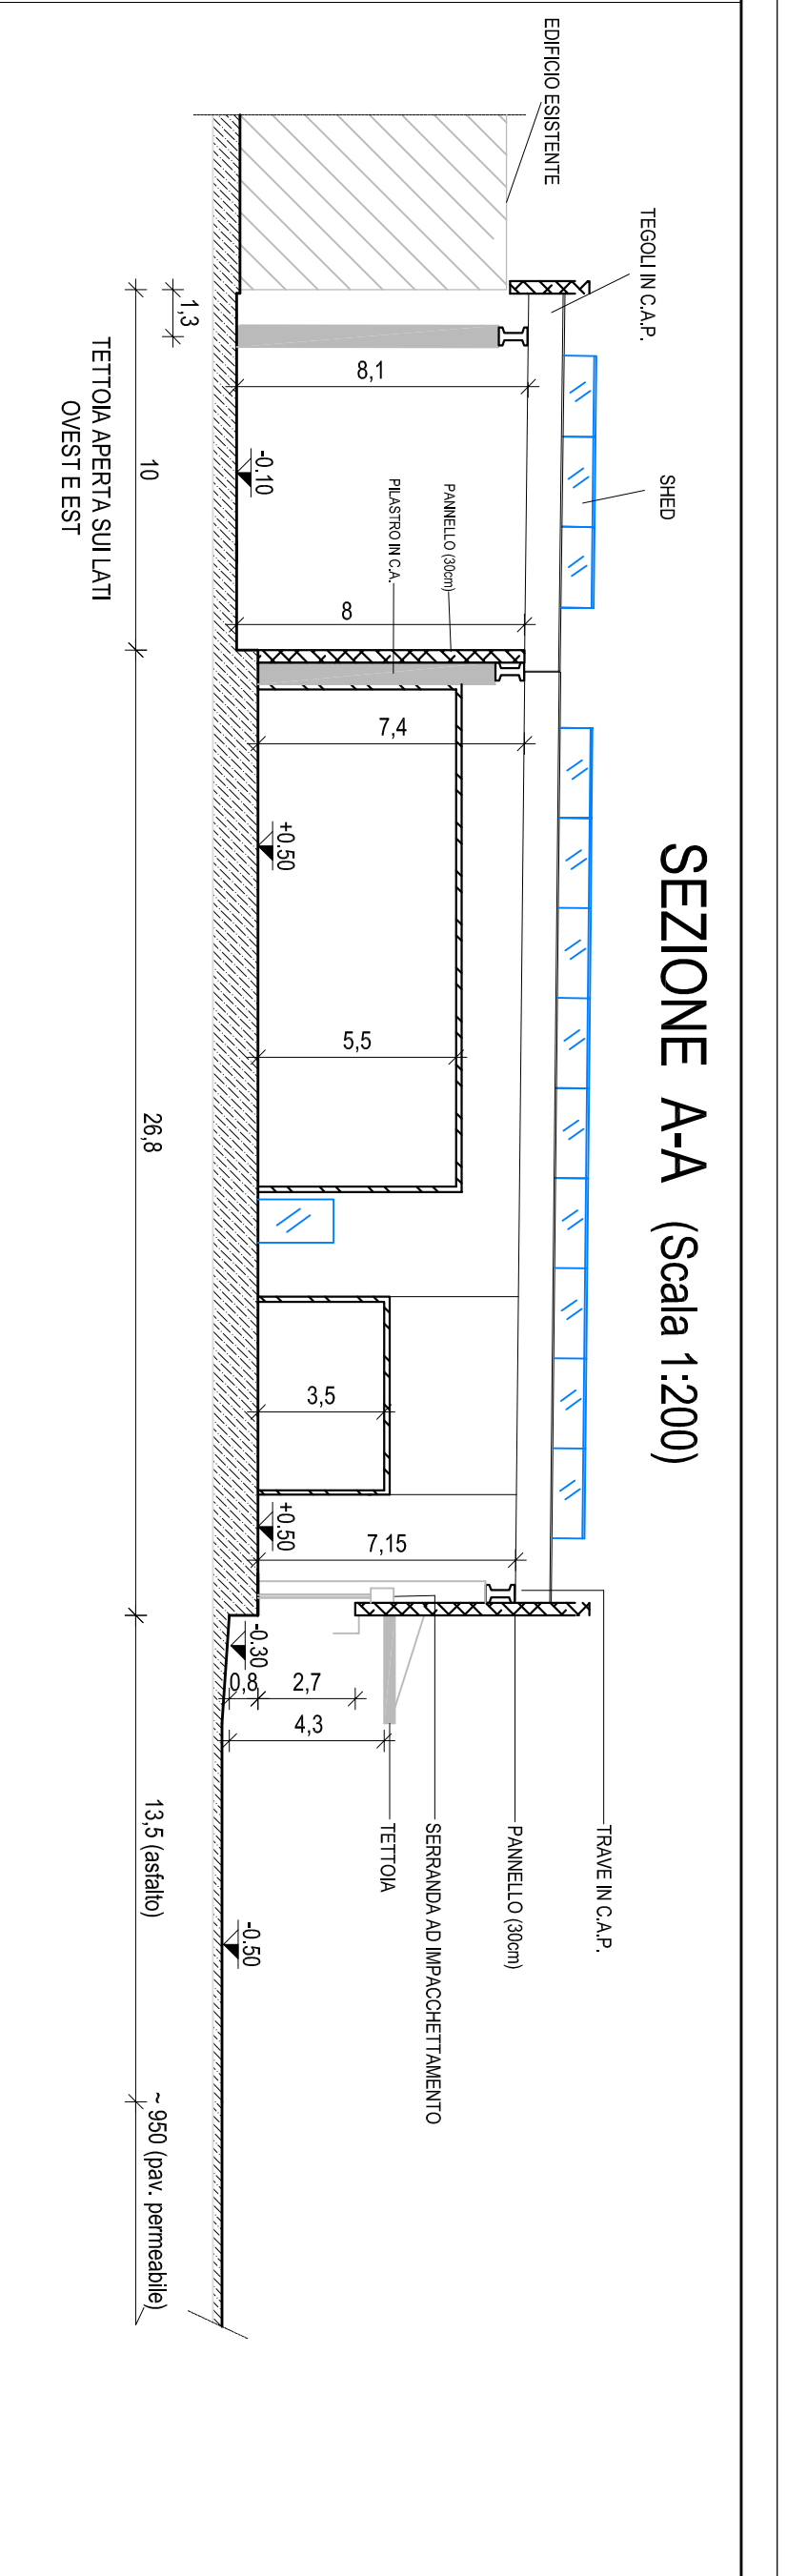 SEZIONE A-A (Scala 1:200)
EDIFICIO ESISTENTE
TEGOLI IN C.A.P.
SHED
TRAVE IN C.A.P.
PANNELLO (30cm)
SERRANDA AD IMPACCHETTAMENTO
TETTOIA
PANNELLO (30cm)
PILASTRO IN C.A.
8,1
8
7,4
5,5
3,5
7,15
-0.10
+0.50
+0.50
-0.30
0,8
2,7
4,3
-0.50
1,3
10
26,8
13,5 (asfalto)
~ 950 (pav. permeabile)
TETTOIA APERTA SUI LATI
OVEST E EST